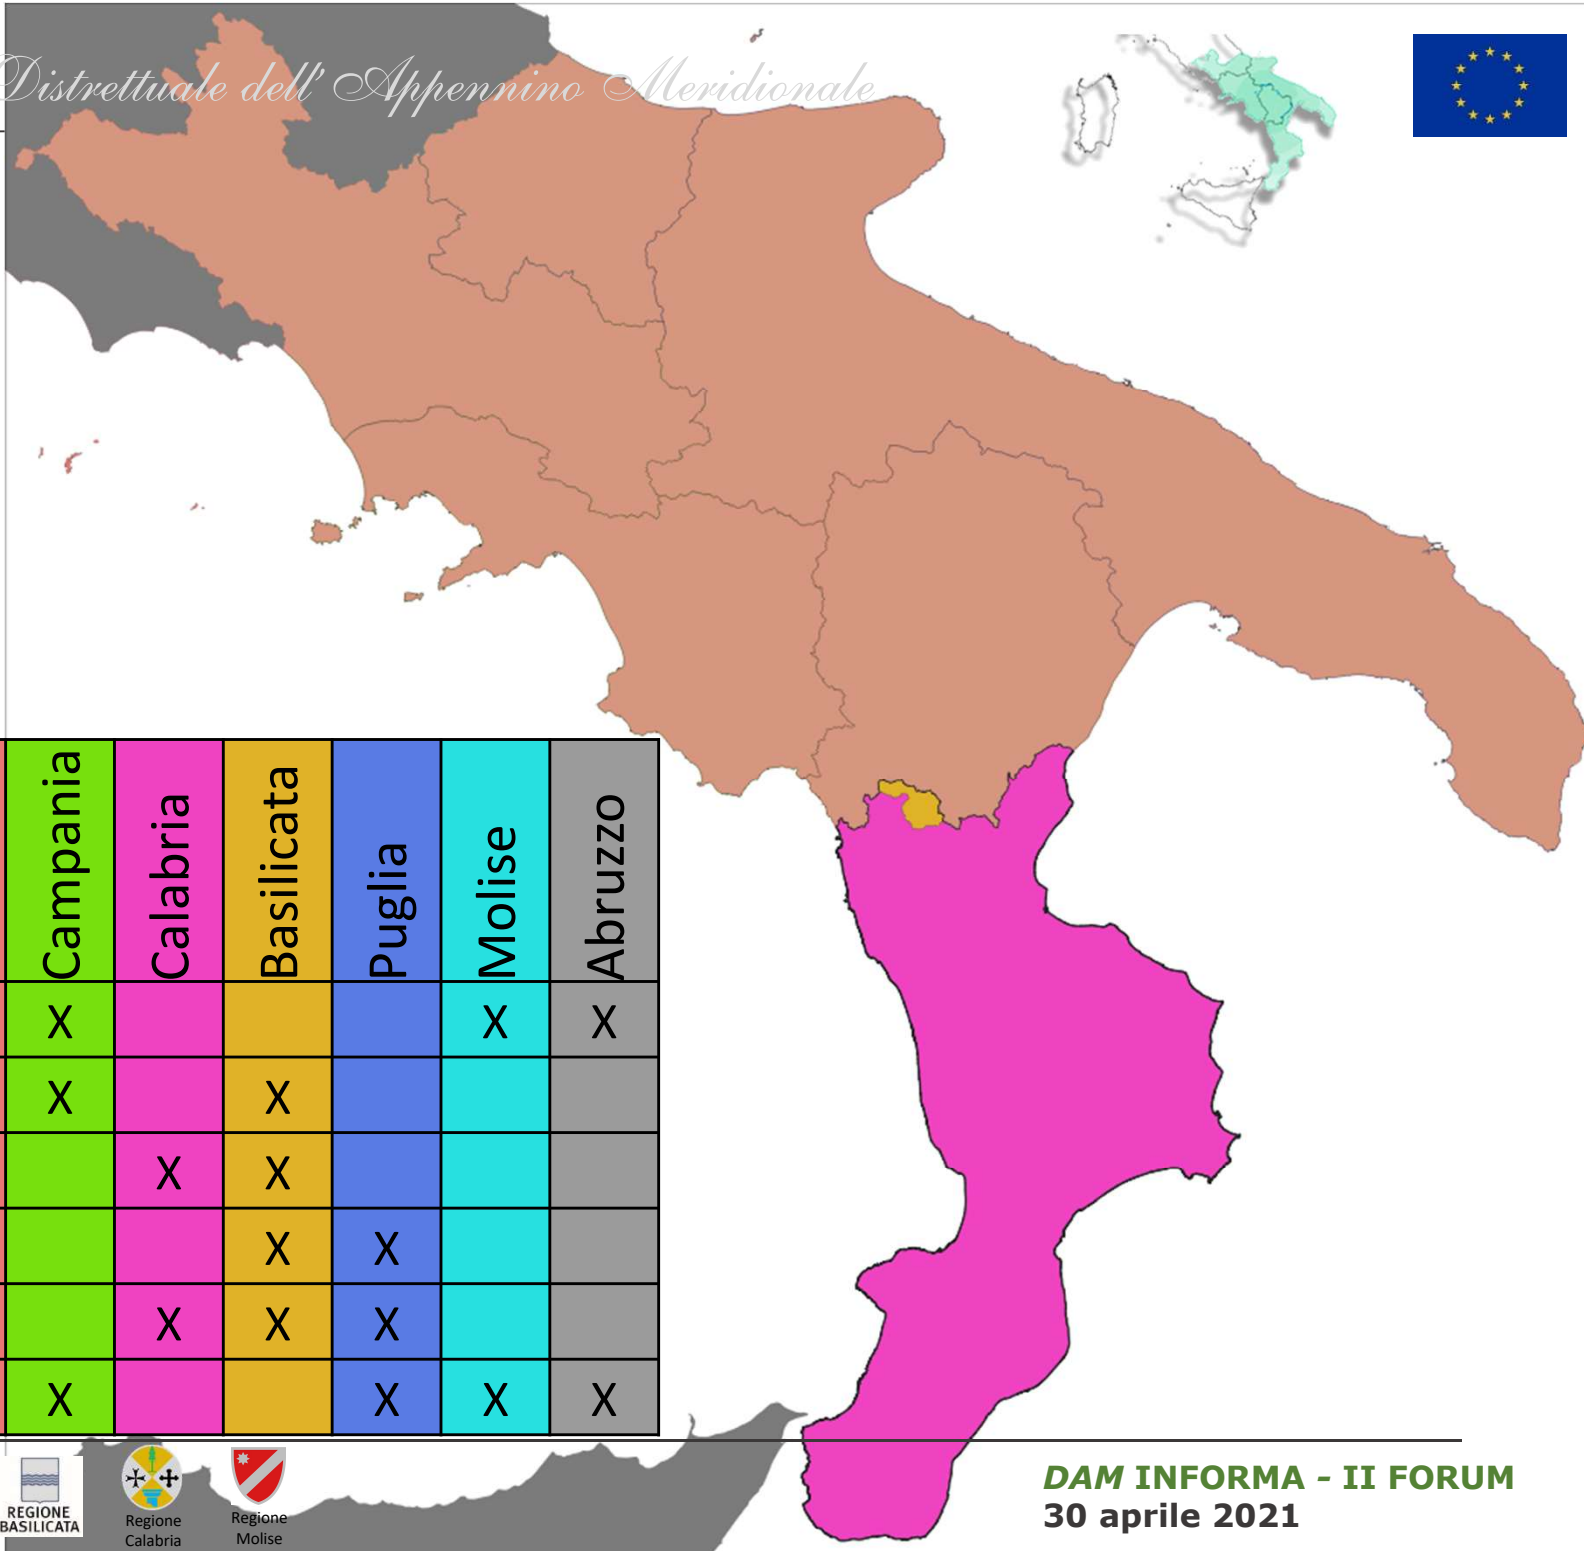 Distrettuale dell' Appennino Meridionale
Campania Calabria Basilicata Puglia Molise Abruzzo
X X X
X X
X X
X X
X X X
X X X X
REGIONE
BASILICATA
Regione
Calabria
Regione
Molise
DAM INFORMA - II FORUM
30 aprile 2021